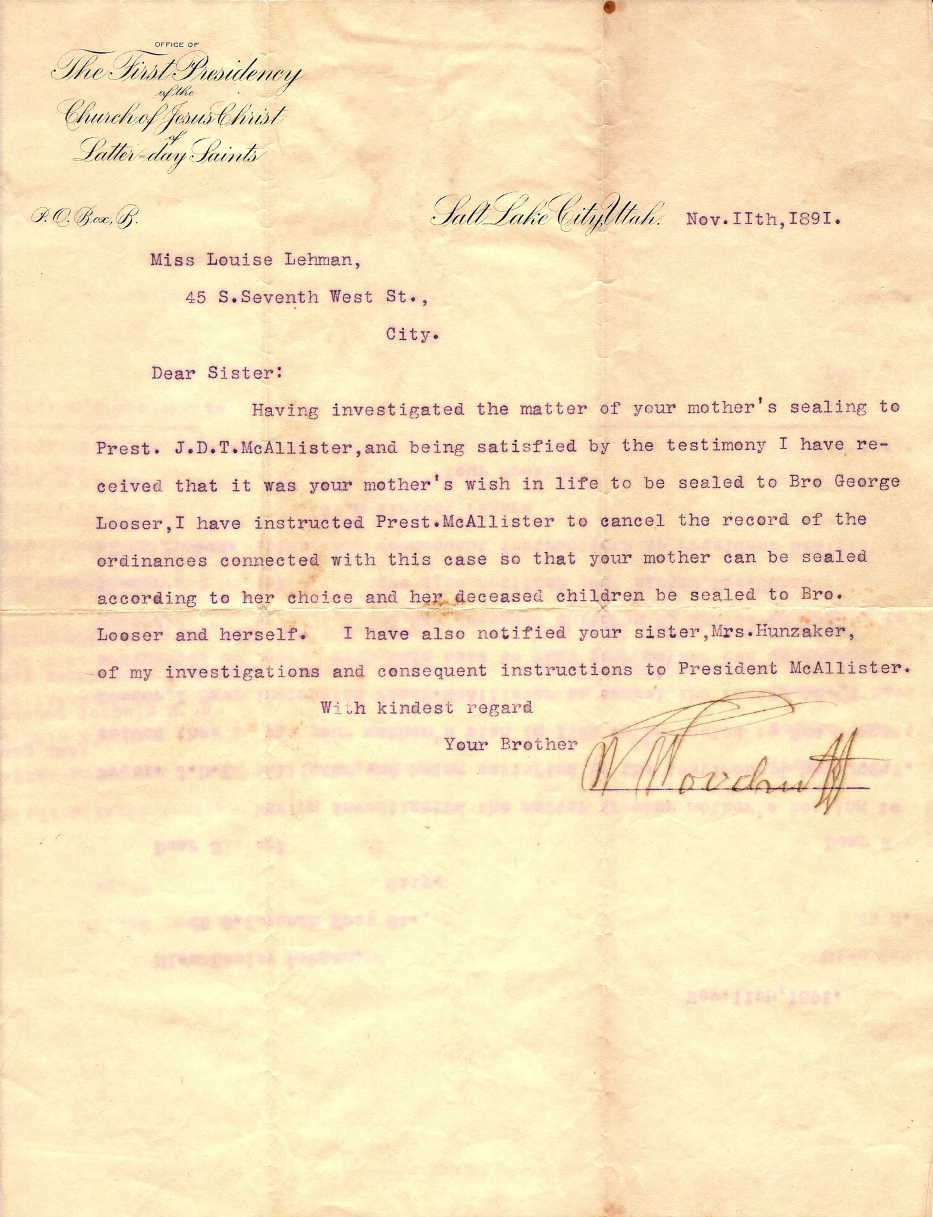 OFFICE OF
The First Presidency
of the
Church of Jesus Christ
of
Latter-day Saints
P.O. Box, B.
Salt Lake City, Utah. Nov.IIth,I89I.
Miss Louise Lehman,
45 S.Seventh West St.,
City.
Dear Sister:
Having investigated the matter of your mother's sealing to
Prest. J.D.T.McAllister,and being satisfied by the testimony I have re-
ceived that it was your mother's wish in life to be sealed to Bro George
Looser,I have instructed Prest.McAllister to cancel the record of the
ordinances connected with this case so that your mother can be sealed
according to her choice and her deceased children be sealed to Bro.
Looser and herself. I have also notified your sister,Mrs.Hunzaker,
of my investigations and consequent instructions to President McAllister.
With kindest regard
Your Brother
W Woodruff